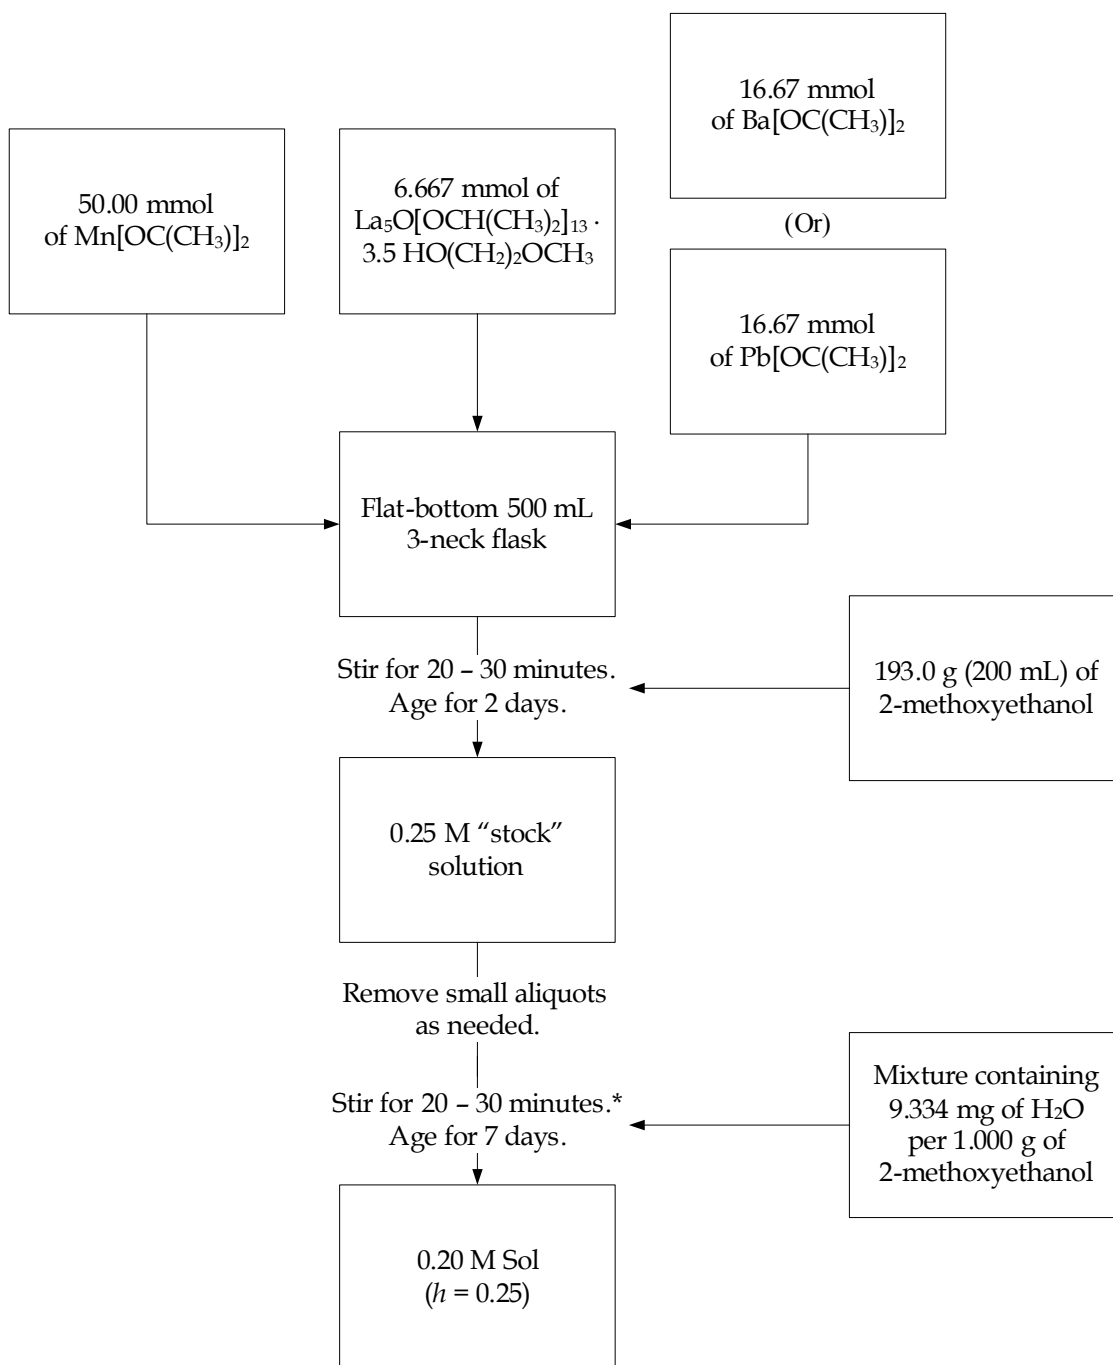 16.67 mmol
of Ba[OC(CH₃)]₂
50.00 mmol
of Mn[OC(CH₃)]₂
6.667 mmol of
La₅O[OCH(CH₃)₂]₁₃ ·
3.5 HO(CH₂)₂OCH₃
(Or)
16.67 mmol
of Pb[OC(CH₃)]₂
Flat-bottom 500 mL
3-neck flask
Stir for 20 – 30 minutes.
Age for 2 days.
193.0 g (200 mL) of
2-methoxyethanol
0.25 M “stock”
solution
Remove small aliquots
as needed.
Stir for 20 – 30 minutes.*
Age for 7 days.
Mixture containing
9.334 mg of H₂O
per 1.000 g of
2-methoxyethanol
0.20 M Sol
(h = 0.25)